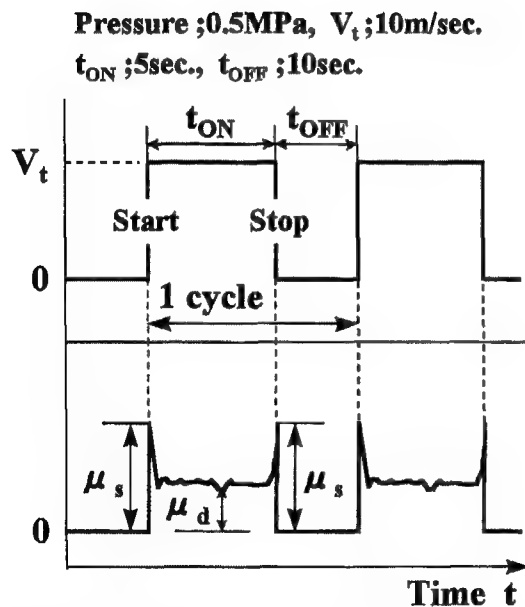 Pressure ;0.5MPa, Vt;10m/sec.
tON ;5sec., tOFF ;10sec.
tON tOFF
Vt
Start Stop
0
1 cycle
μs μd μs
0
Time t